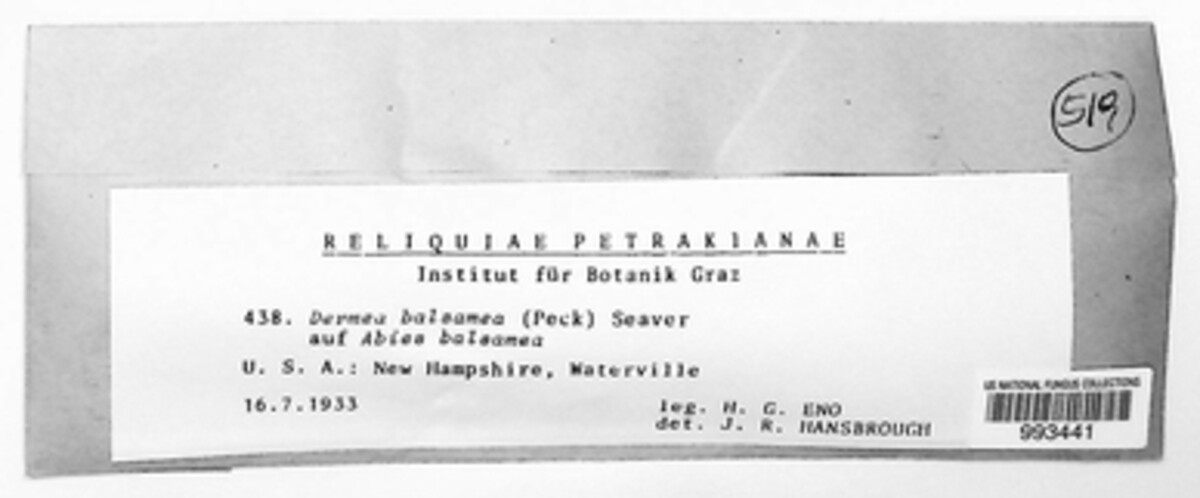 519
RELIQUIAE PETRAKIANAE
Institut für Botanik Graz
438. Dermea balsamea (Peck) Seaver
auf Abies balsamea
U. S. A.: New Hampshire, Waterville
16.7.1933
leg. H. G. ENO
det. J. R. HANSBROUGH
US NATIONAL FUNGUS COLLECTIONS
993441